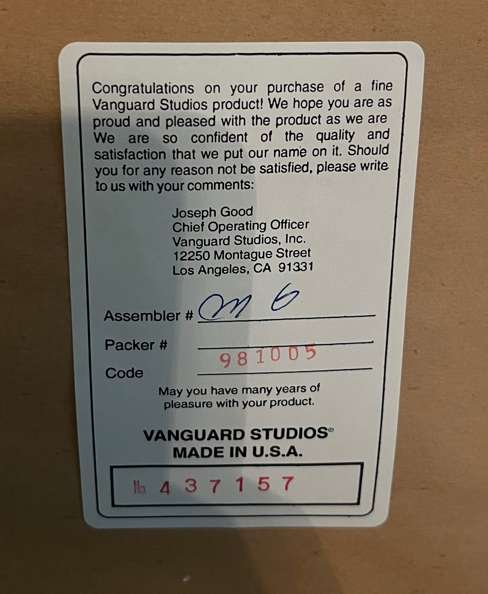 Congratulations on your purchase of a fine
Vanguard Studios product! We hope you are as
proud and pleased with the product as we are
We are so confident of the quality and
satisfaction that we put our name on it. Should
you for any reason not be satisfied, please write
to us with your comments:
Joseph Good
Chief Operating Officer
Vanguard Studios, Inc.
12250 Montague Street
Los Angeles, CA 91331
Assembler #
Packer #
981005
Code
May you have many years of
pleasure with your product.
VANGUARD STUDIOS®
MADE IN U.S.A.
№ 437157